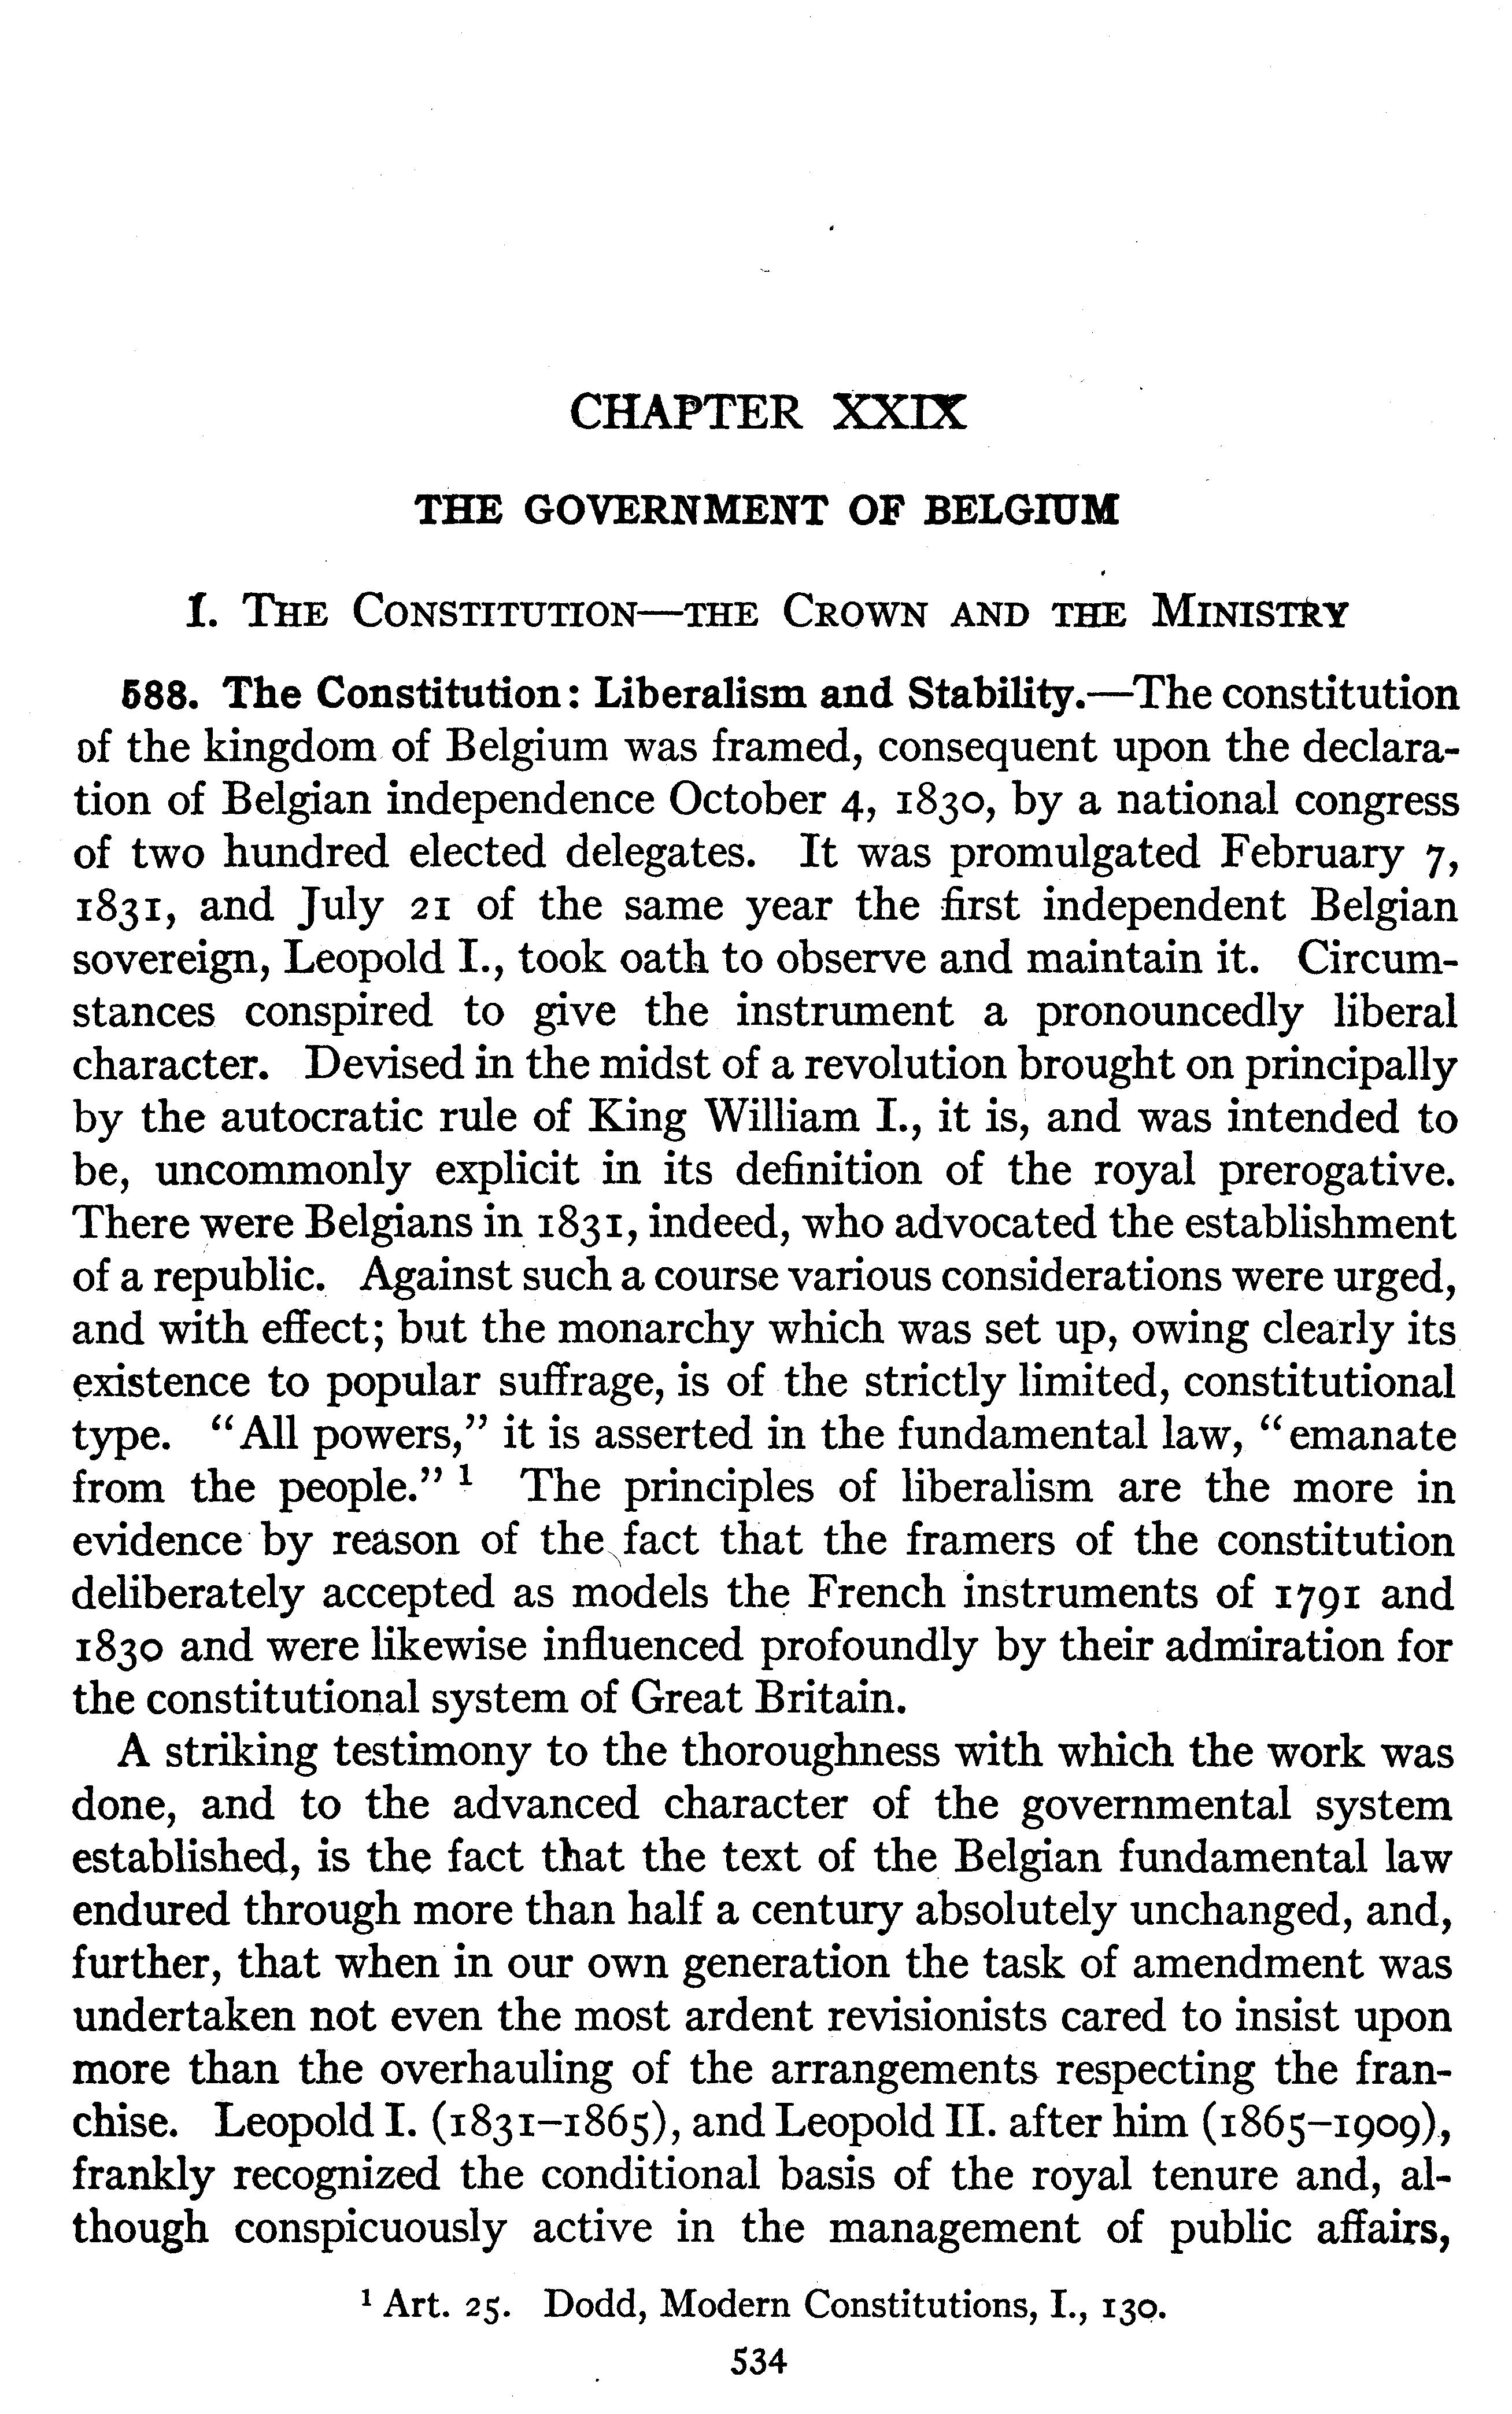 CHAPTER XXIX
THE GOVERNMENT OF BELGIUM
I. THE CONSTITUTION—THE CROWN AND THE MINISTRY
588. The Constitution: Liberalism and Stability.—The constitution
of the kingdom of Belgium was framed, consequent upon the declara-
tion of Belgian independence October 4, 1830, by a national congress
of two hundred elected delegates. It was promulgated February 7,
1831, and July 21 of the same year the first independent Belgian
sovereign, Leopold I., took oath to observe and maintain it. Circum-
stances conspired to give the instrument a pronouncedly liberal
character. Devised in the midst of a revolution brought on principally
by the autocratic rule of King William I., it is, and was intended to
be, uncommonly explicit in its definition of the royal prerogative.
There were Belgians in 1831, indeed, who advocated the establishment
of a republic. Against such a course various considerations were urged,
and with effect; but the monarchy which was set up, owing clearly its
existence to popular suffrage, is of the strictly limited, constitutional
type. "All powers," it is asserted in the fundamental law, "emanate
from the people." 1 The principles of liberalism are the more in
evidence by reason of the fact that the framers of the constitution
deliberately accepted as models the French instruments of 1791 and
1830 and were likewise influenced profoundly by their admiration for
the constitutional system of Great Britain.
A striking testimony to the thoroughness with which the work was
done, and to the advanced character of the governmental system
established, is the fact that the text of the Belgian fundamental law
endured through more than half a century absolutely unchanged, and,
further, that when in our own generation the task of amendment was
undertaken not even the most ardent revisionists cared to insist upon
more than the overhauling of the arrangements respecting the fran-
chise. Leopold I. (1831–1865), and Leopold II. after him (1865–1909),
frankly recognized the conditional basis of the royal tenure and, al-
though conspicuously active in the management of public affairs,
1 Art. 25. Dodd, Modern Constitutions, I., 130.
534